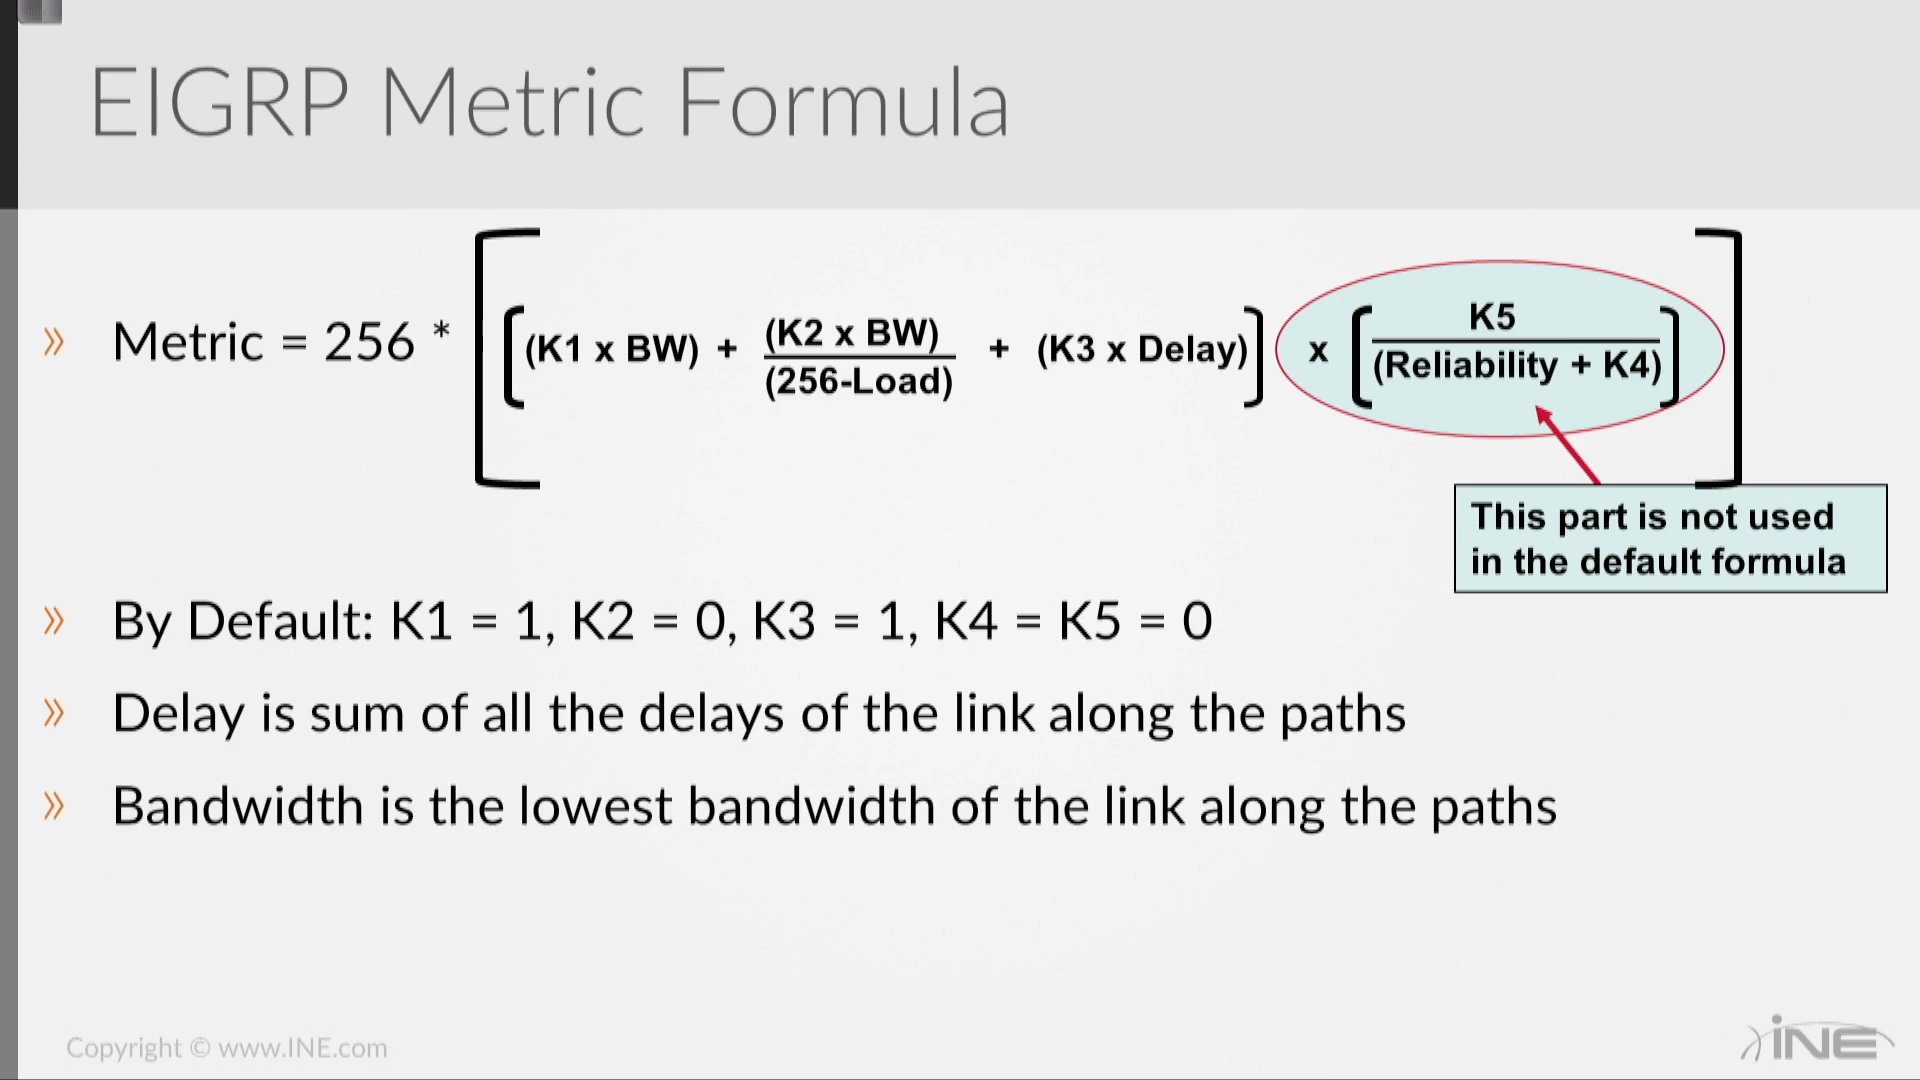 EIGRP Metric Formula
» Metric = 256 * [ [ (K1 x BW) + (K2 x BW) / (256-Load) + (K3 x Delay) ] x [ K5 / (Reliability + K4) ] ]
This part is not used
in the default formula
» By Default: K1 = 1, K2 = 0, K3 = 1, K4 = K5 = 0
» Delay is sum of all the delays of the link along the paths
» Bandwidth is the lowest bandwidth of the link along the paths
Copyright © www.INE.com
iNE